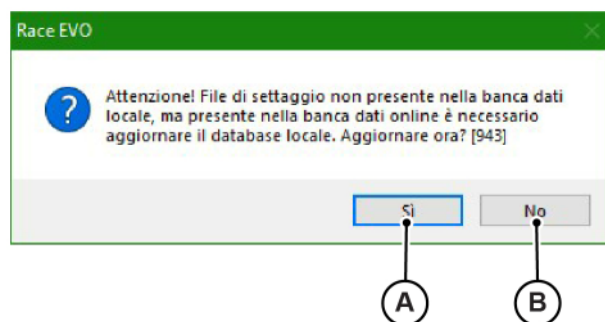 Race EVO
Attenzione! File di settaggio non presente nella banca dati
locale, ma presente nella banca dati online è necessario
aggiornare il database locale. Aggiornare ora? [943]
Sì No
A B